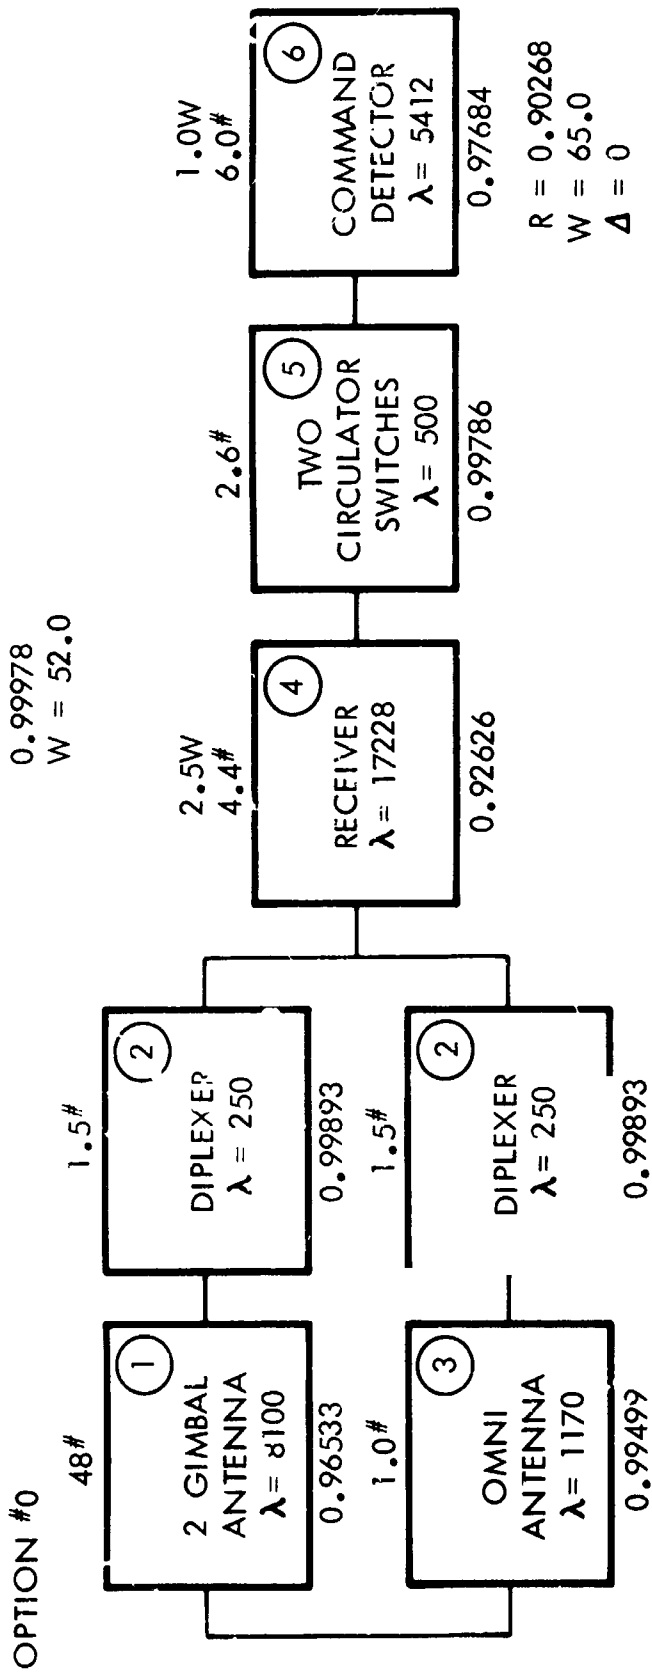 OPTION #0
48#
1
2 GIMBAL
ANTENNA
λ = 8100
0.96533
1.5#
2
DIPLEXER
λ = 250
0.99893
1.0#
3
OMNI
ANTENNA
λ = 1170
0.99499
1.5#
2
DIPLEXER
λ = 250
0.99893
0.99978
W = 52.0
2.5W
4.4#
4
RECEIVER
λ = 17228
0.92626
2.6#
5
TWO
CIRCULATOR
SWITCHES
λ = 500
0.99786
1.0W
6.0#
6
COMMAND
DETECTOR
λ = 5412
0.97684
R = 0.90268
W = 65.0
Δ = 0